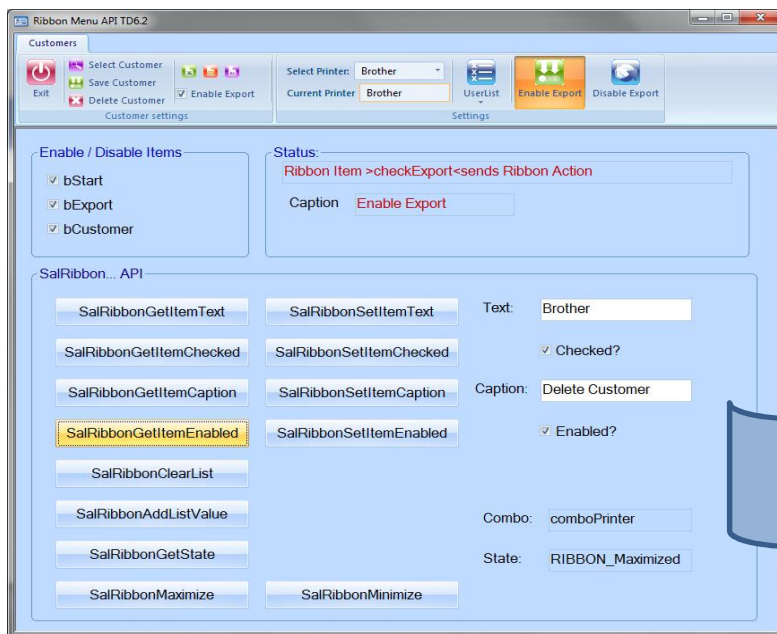 Ribbon Menu API TD6.2
Customers
Exit
Select Customer
Save Customer
Delete Customer
Enable Export
Customer settings
Select Printer: Brother
Current Printer Brother
UserList
Enable Export
Disable Export
Settings
Enable / Disable Items
bStart
bExport
bCustomer
Status:
Ribbon Item >checkExport<sends Ribbon Action
Caption Enable Export
SalRibbon... API
SalRibbonGetItemText SalRibbonSetItemText Text: Brother
SalRibbonGetItemChecked SalRibbonSetItemChecked Checked?
SalRibbonGetItemCaption SalRibbonSetItemCaption Caption: Delete Customer
SalRibbonGetItemEnabled SalRibbonSetItemEnabled Enabled?
SalRibbonClearList
SalRibbonAddListValue Combo: comboPrinter
SalRibbonGetState State: RIBBON_Maximized
SalRibbonMaximize SalRibbonMinimize